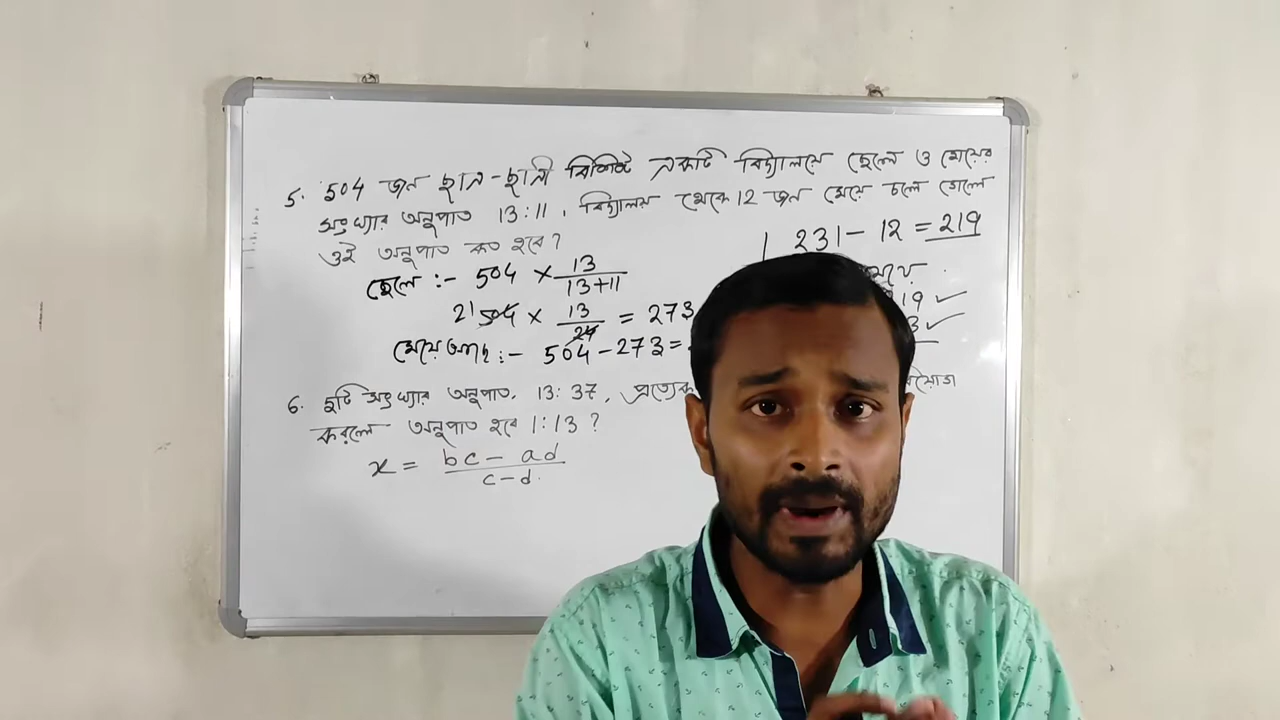 5. 504 জন ছাত্র-ছাত্রী বিশিষ্ট একটি বিদ্যালয়ে ছেলে ও মেয়ের
সংখ্যার অনুপাত 13:11, বিদ্যালয় থেকে 12 জন মেয়ে চলে গেলে
ওই অনুপাত কত হবে?
231 - 12 = 219
ছেলে :- 504 × 13/13+11
21 504 × 13/24 = 273
মেয়ে আছে :- 504 - 273 =
6. দুটি সংখ্যার অনুপাত, 13:37, প্রত্যেক
করলে অনুপাত হবে 1:13?
x = bc - ad/c-d.